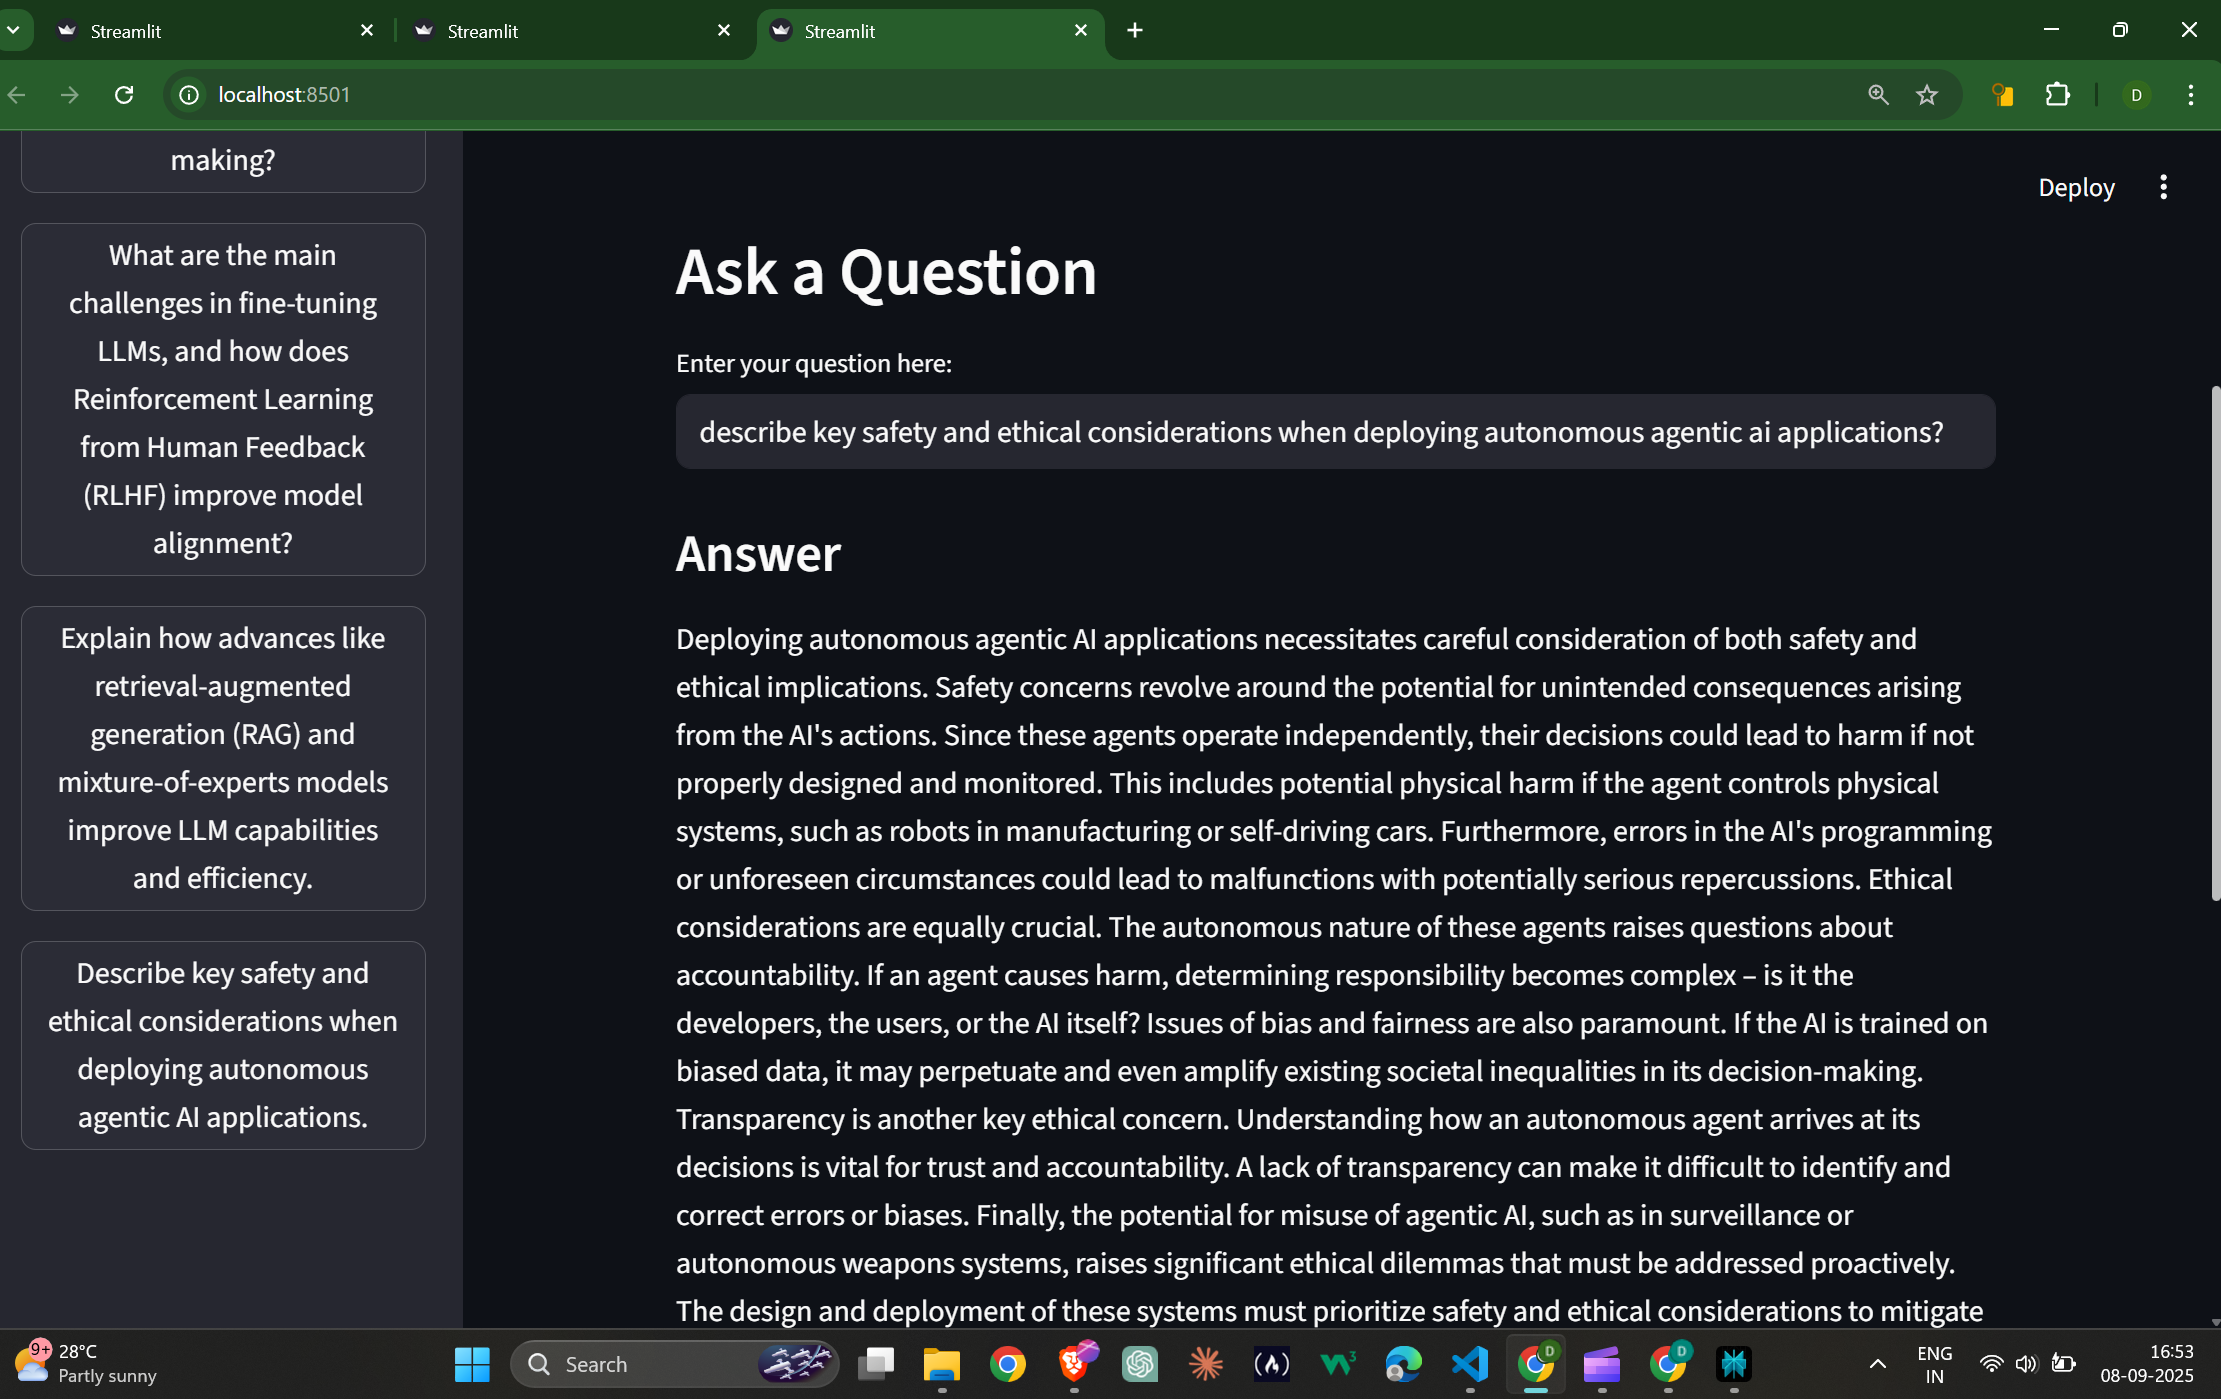 Streamlit
Streamlit
Streamlit
localhost:8501
D
making?
What are the main
challenges in fine-tuning
LLMs, and how does
Reinforcement Learning
from Human Feedback
(RLHF) improve model
alignment?
Explain how advances like
retrieval-augmented
generation (RAG) and
mixture-of-experts models
improve LLM capabilities
and efficiency.
Describe key safety and
ethical considerations when
deploying autonomous
agentic AI applications.
Deploy
Ask a Question
Enter your question here:
describe key safety and ethical considerations when deploying autonomous agentic ai applications?
Answer
Deploying autonomous agentic AI applications necessitates careful consideration of both safety and
ethical implications. Safety concerns revolve around the potential for unintended consequences arising
from the AI's actions. Since these agents operate independently, their decisions could lead to harm if not
properly designed and monitored. This includes potential physical harm if the agent controls physical
systems, such as robots in manufacturing or self-driving cars. Furthermore, errors in the AI's programming
or unforeseen circumstances could lead to malfunctions with potentially serious repercussions. Ethical
considerations are equally crucial. The autonomous nature of these agents raises questions about
accountability. If an agent causes harm, determining responsibility becomes complex – is it the
developers, the users, or the AI itself? Issues of bias and fairness are also paramount. If the AI is trained on
biased data, it may perpetuate and even amplify existing societal inequalities in its decision-making.
Transparency is another key ethical concern. Understanding how an autonomous agent arrives at its
decisions is vital for trust and accountability. A lack of transparency can make it difficult to identify and
correct errors or biases. Finally, the potential for misuse of agentic AI, such as in surveillance or
autonomous weapons systems, raises significant ethical dilemmas that must be addressed proactively.
The design and deployment of these systems must prioritize safety and ethical considerations to mitigate
9+
28°C
Partly sunny
Search
W3
D
D
ENG
IN
16:53
08-09-2025